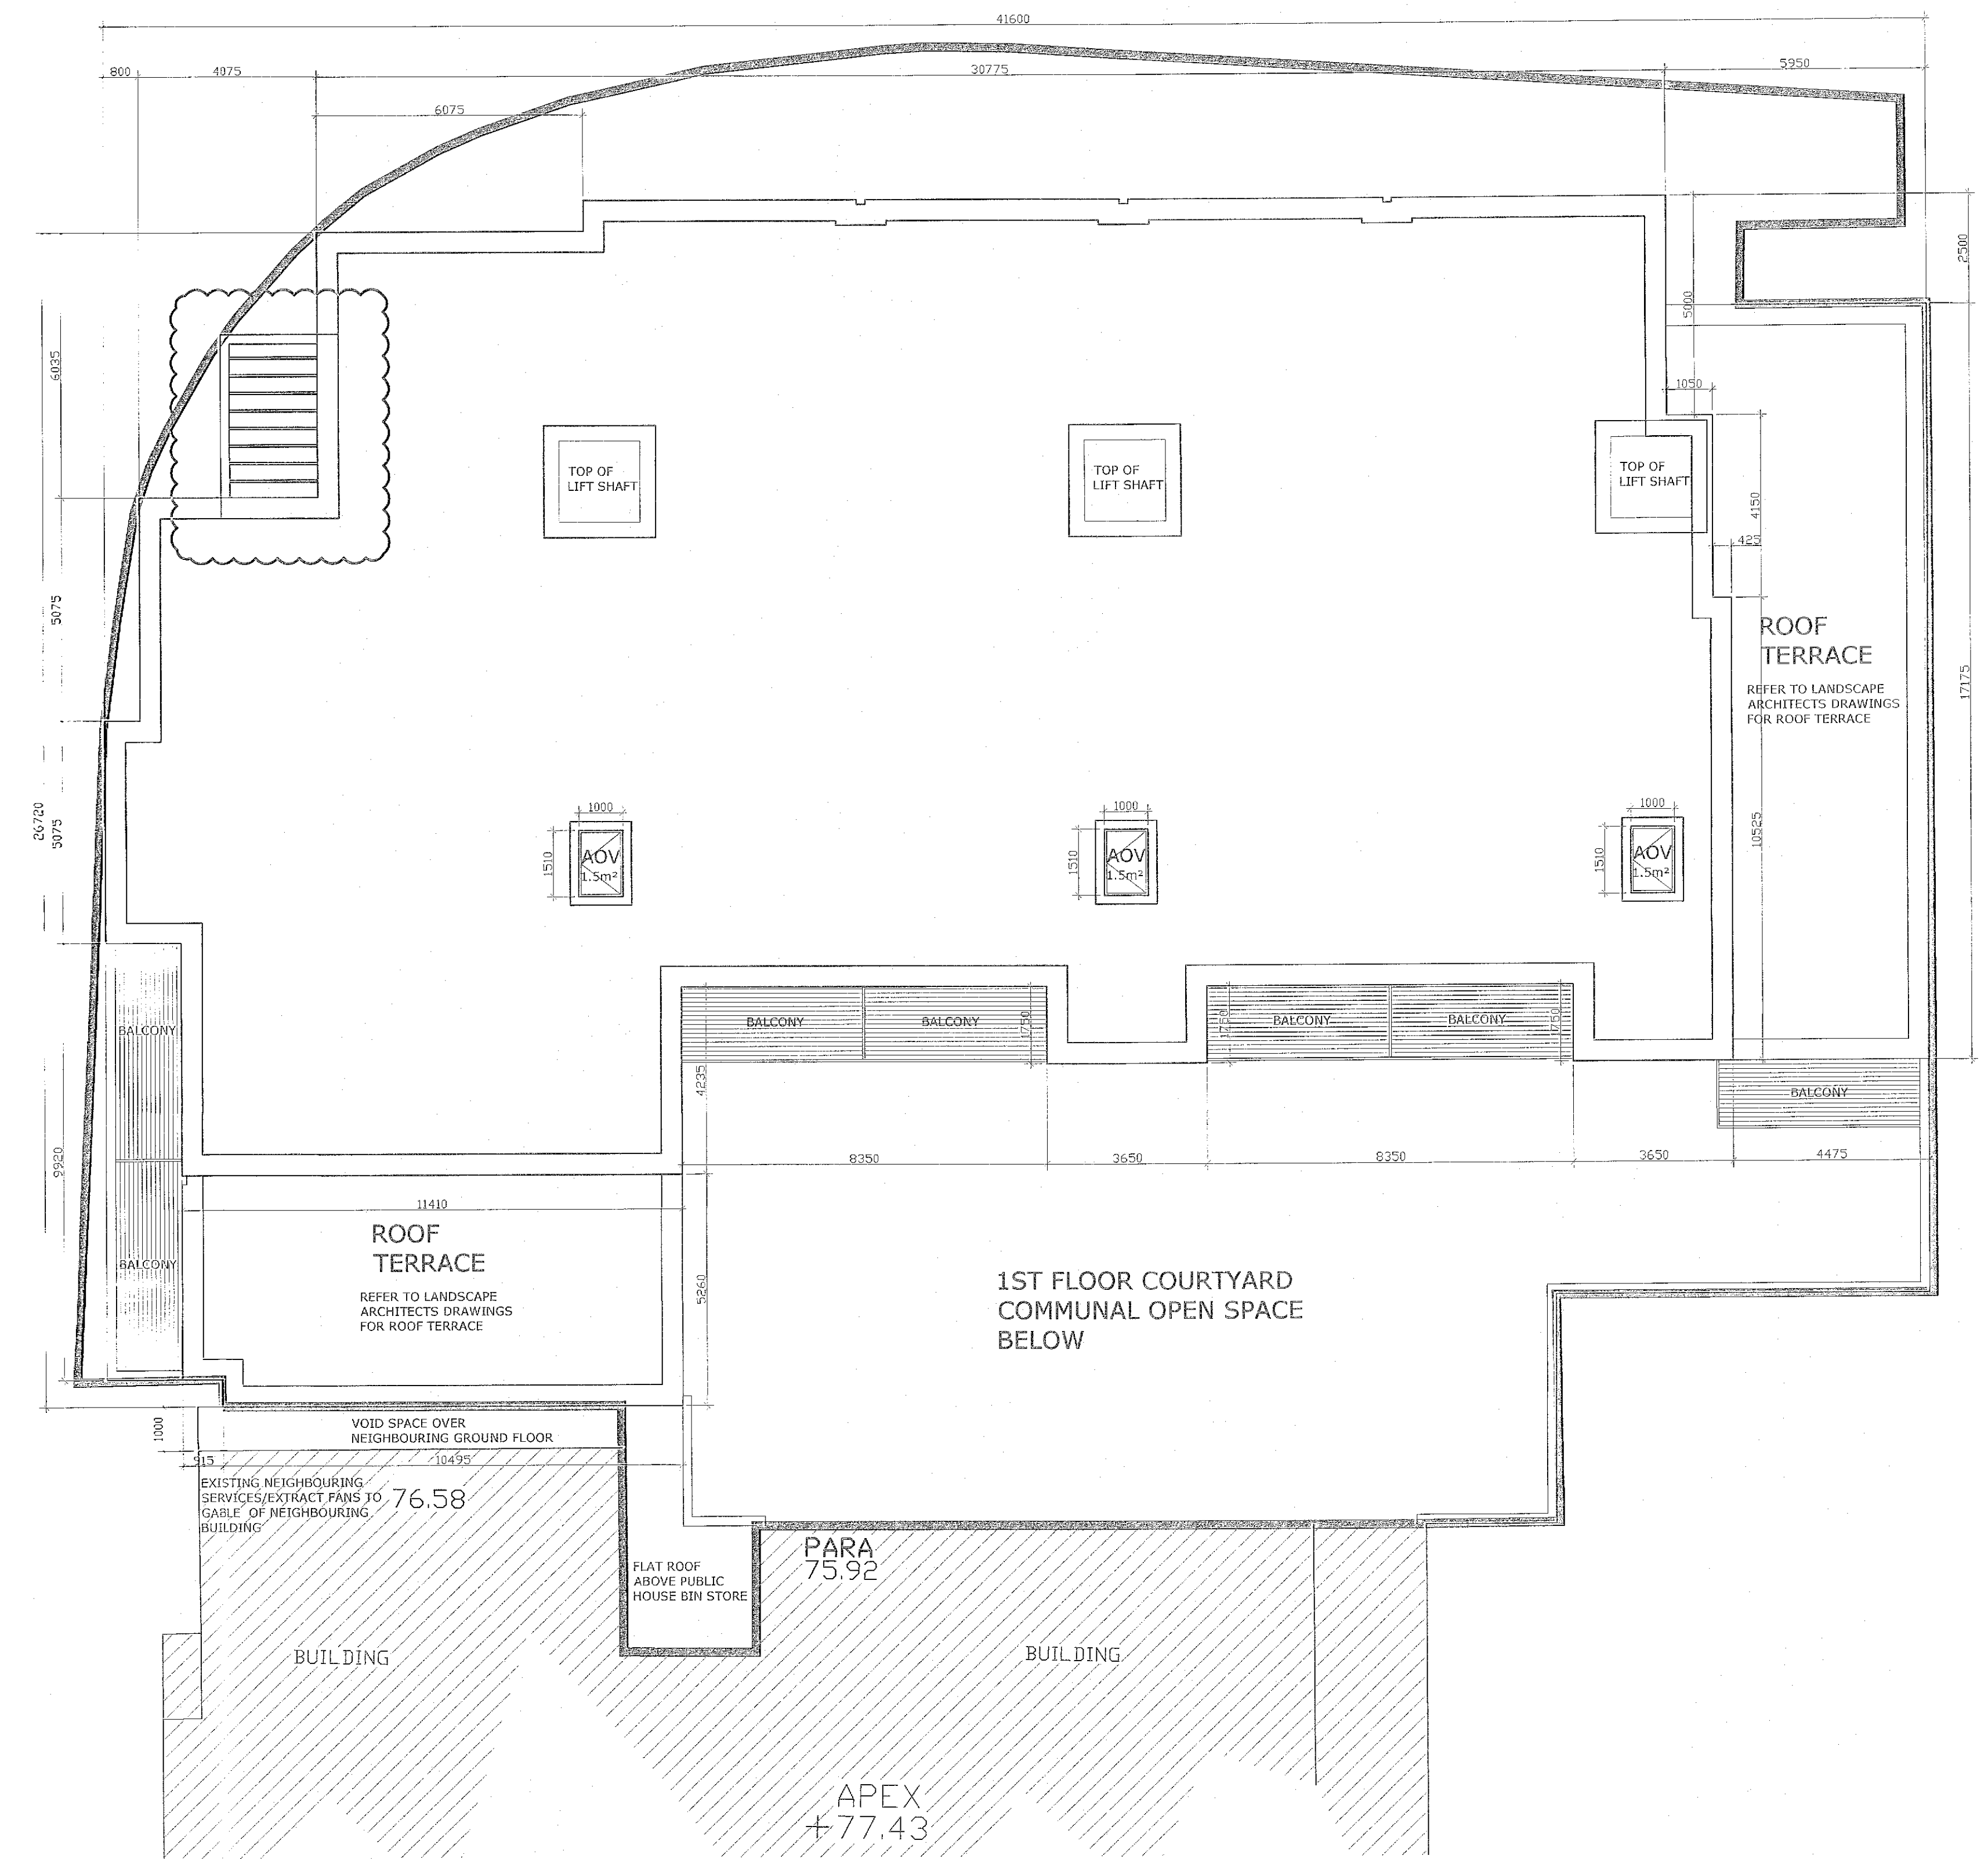 41600
800
4075
30775
5950
6075
2500
5000
6035
1050
TOP OF
LIFT SHAFT
TOP OF
LIFT SHAFT
TOP OF
LIFT SHAFT
4150
425
5075
ROOF
TERRACE
17175
REFER TO LANDSCAPE
ARCHITECTS DRAWINGS
FOR ROOF TERRACE
26720
5075
1000
1000
1000
10525
1510
AOV
1.5m²
1510
AOV
1.5m²
1510
AOV
1.5m²
BALCONY
BALCONY
BALCONY
1750
1750
BALCONY
BALCONY
1750
4235
BALCONY
9920
8350
3650
8350
3650
4475
11410
ROOF
TERRACE
BALCONY
5260
REFER TO LANDSCAPE
ARCHITECTS DRAWINGS
FOR ROOF TERRACE
1ST FLOOR COURTYARD
COMMUNAL OPEN SPACE
BELOW
1000
VOID SPACE OVER
NEIGHBOURING GROUND FLOOR
915
10495
EXISTING NEIGHBOURING
SERVICES/EXTRACT FANS TO
GABLE OF NEIGHBOURING
BUILDING
76.58
PARA
75.92
FLAT ROOF
ABOVE PUBLIC
HOUSE BIN STORE
BUILDING
BUILDING
APEX
+77.43